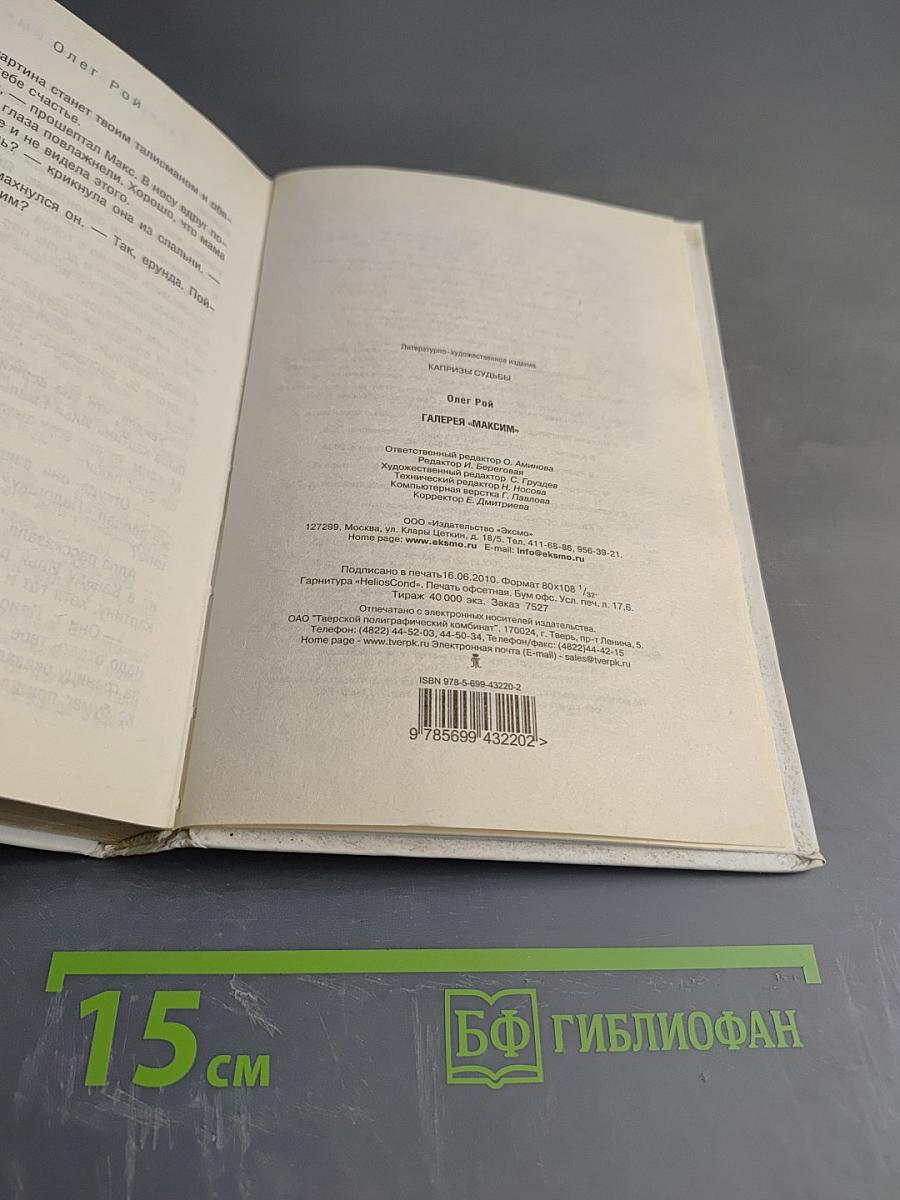 Олег Рой
артина станет твоим талисманом и обя-
тебе счастье.
— прошептал Макс. В носу вдруг по-
глаза повлажнели. Хорошо, что мама
е и не видела этого.
ь? — крикнула она из спальни. —
махнулся он. — Так, ерунда. Пой-
им?
Литературно-художественное издание
КАПРИЗЫ СУДЬБЫ
Олег Рой
ГАЛЕРЕЯ «МАКСИМ»
Ответственный редактор О. Аминова
Редактор И. Береговая
Художественный редактор С. Груздев
Технический редактор Н. Носова
Компьютерная верстка Г. Павлова
Корректор Е. Дмитриева
ООО «Издательство «Эксмо»
127299, Москва, ул. Клары Цеткин, д. 18/5. Тел. 411-68-86, 956-39-21.
Home page: www.eksmo.ru E-mail: Info@eksmo.ru
Подписано в печать16.06.2010. Формат 80x108 1/32.
Гарнитура «HeliosCond». Печать офсетная. Бум офс. Усл. печ. л. 17,6.
Тираж 40 000 экз. Заказ 7527
Отпечатано с электронных носителей издательства.
ОАО "Тверской полиграфический комбинат". 170024, г. Тверь, пр-т Ленина, 5.
Телефон: (4822) 44-52-03, 44-50-34, Телефон/факс: (4822)44-42-15
Home page - www.tverpk.ru Электронная почта (E-mail) - sales@tverpk.ru
ISBN 978-5-699-43220-2
9 785699 432202 >
15 см
БФ ГИБЛИОФАН